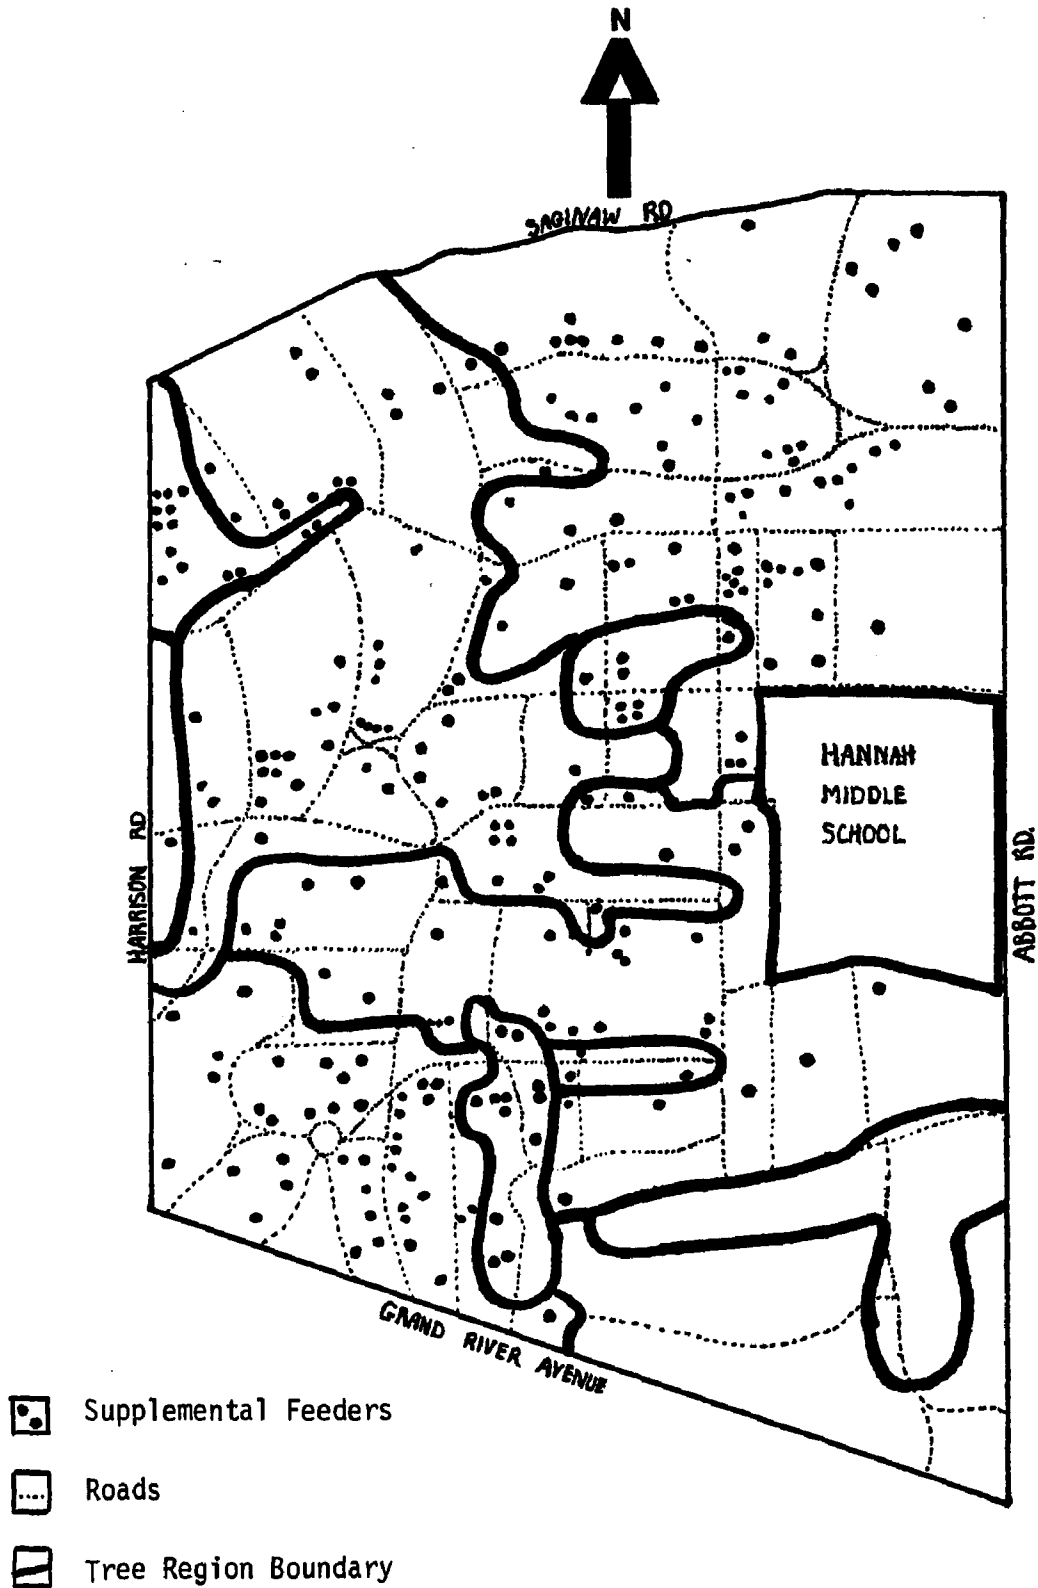 N
SAGINAW RD
HANNAH
MIDDLE
SCHOOL
HARRISON RD
ABBOTT RD.
GRAND RIVER AVENUE
Supplemental Feeders
Roads
Tree Region Boundary